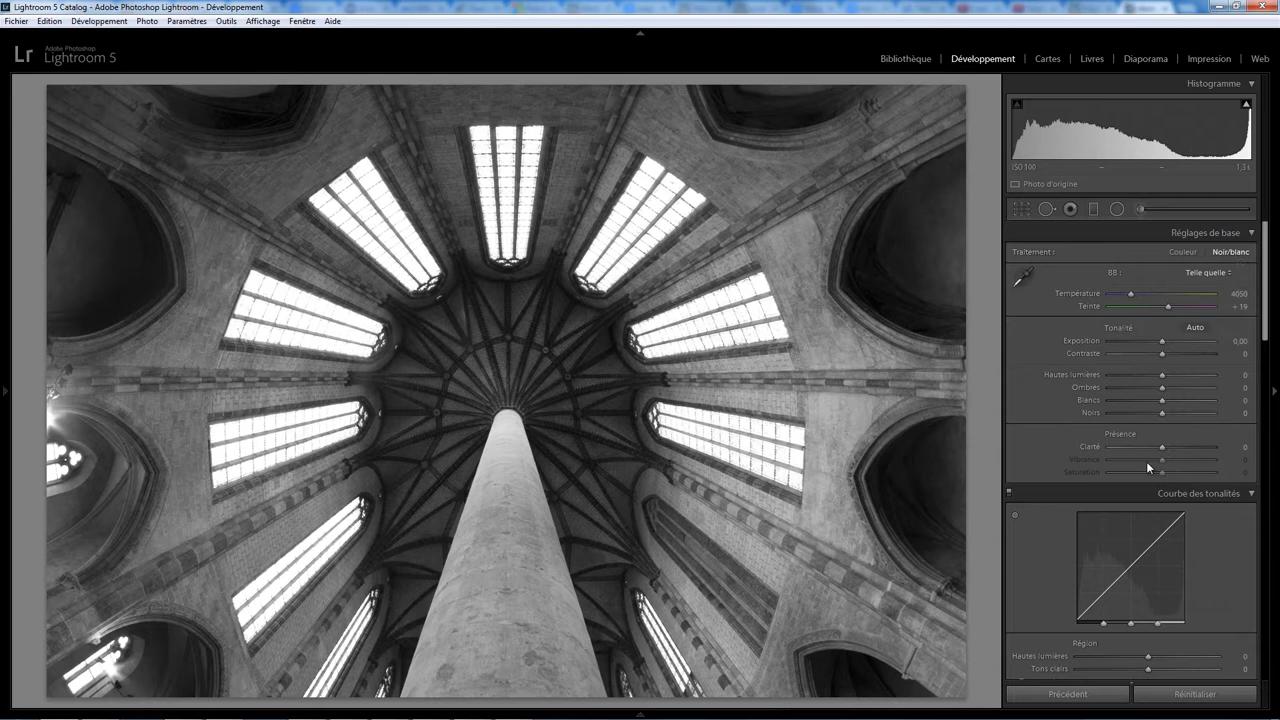 Lightroom 5 Catalog - Adobe Photoshop Lightroom - Développement
Fichier Edition Développement Photo Paramètres Outils Affichage Fenêtre Aide
Lr Adobe Photoshop
Lightroom 5
Bibliothèque | Développement | Cartes | Livres | Diaporama | Impression | Web
Histogramme
ISO 100 – – 1,3 s
Photo d'origine
Réglages de base
Traitement : Couleur Noir/blanc
BB : Telle quelle
Température 4050
Teinte + 19
Tonalité Auto
Exposition 0,00
Contraste 0
Hautes lumières 0
Ombres 0
Blancs 0
Noirs 0
Présence
Clarté 0
Vibrance 0
Saturation 0
Courbe des tonalités
Région
Hautes lumières 0
Tons clairs 0
Précédent Réinitialiser